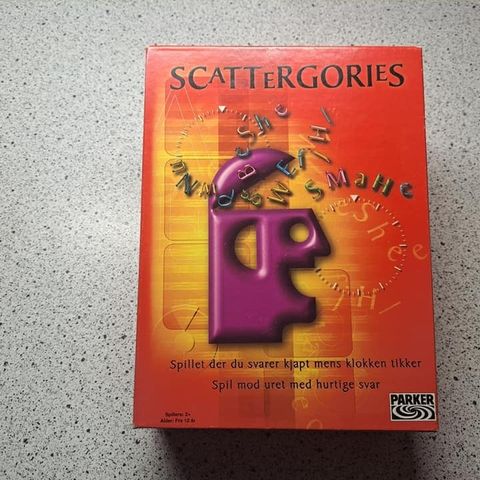 SCATTERGORIES
Spillet der du svarer kjapt mens klokken tikker
Spil mod uret med hurtige svar
PARKER
Spillere: 2+
Alder: Fra 12 år